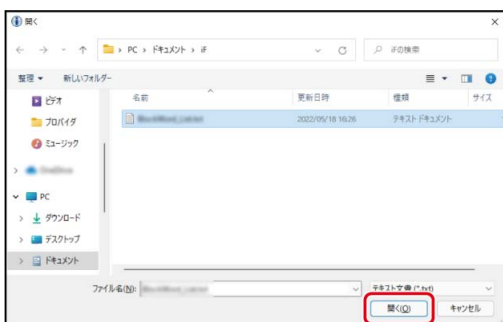 開く
PC › ドキュメント › iF
iFの検索
整理
新しいフォルダー
名前
更新日時
種類
サイズ
2022/05/18 16:26
テキスト ドキュメント
ビデオ
プロバイダ
ミュージック
PC
ダウンロード
デスクトップ
ドキュメント
ファイル名(N):
テキスト文書 (*.txt)
開く(O)
キャンセル